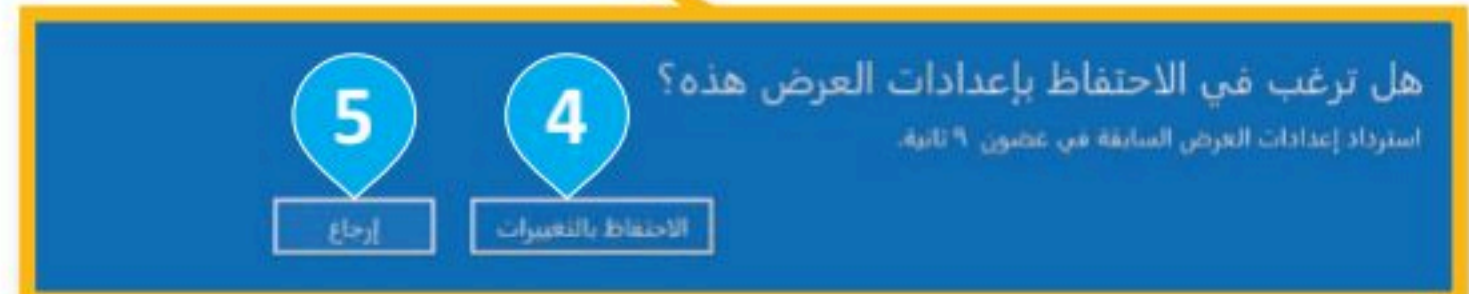 هل ترغب في الاحتفاظ بإعدادات العرض هذه؟
استرداد إعدادات العرض السابقة في غضون ٩ ثانية.
4
5
الاحتفاظ بالتغييرات
إرجاع